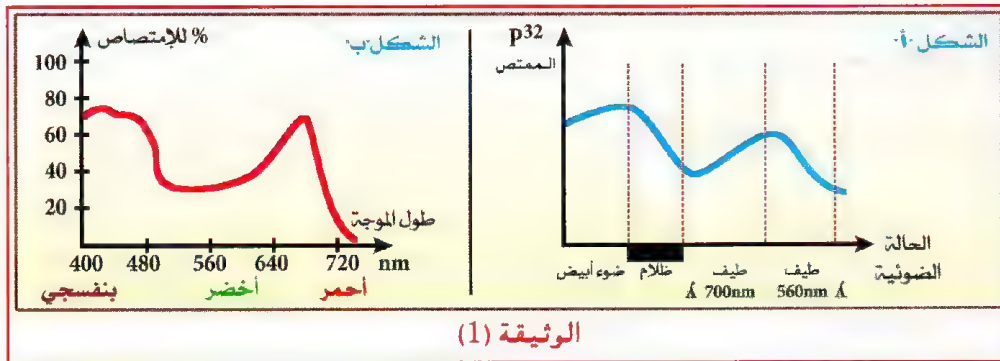 الشكل -أ-
p32
الممتص
الحالة
الضوئية
ضوء أبيض
ظلام
طيف
700nm Å
طيف
560nm Å
الشكل "ب"
% للإمتصاص
100
80
60
40
20
طول الموجة
400 480 560 640 720 nm
بنفسجي أخضر أحمر
الوثيقة (1)